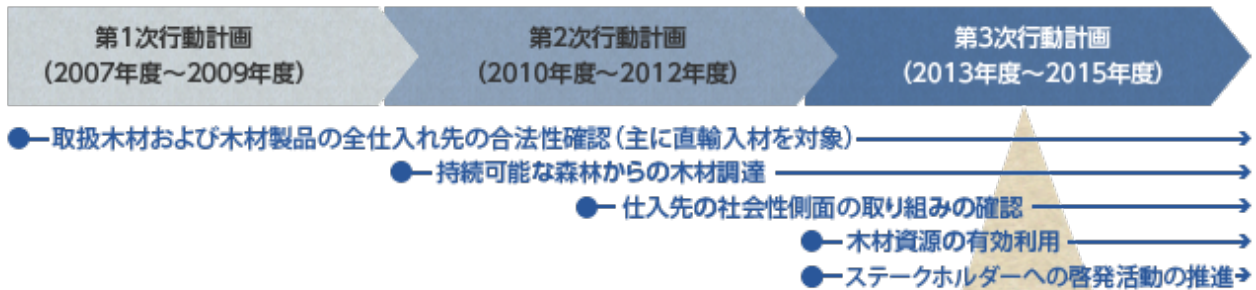 第1次行動計画
(2007年度～2009年度)
第2次行動計画
(2010年度～2012年度)
第3次行動計画
(2013年度～2015年度)
取扱木材および木材製品の全仕入れ先の合法性確認(主に直輸入材を対象)
持続可能な森林からの木材調達
仕入先の社会性側面の取り組みの確認
木材資源の有効利用
ステークホルダーへの啓発活動の推進